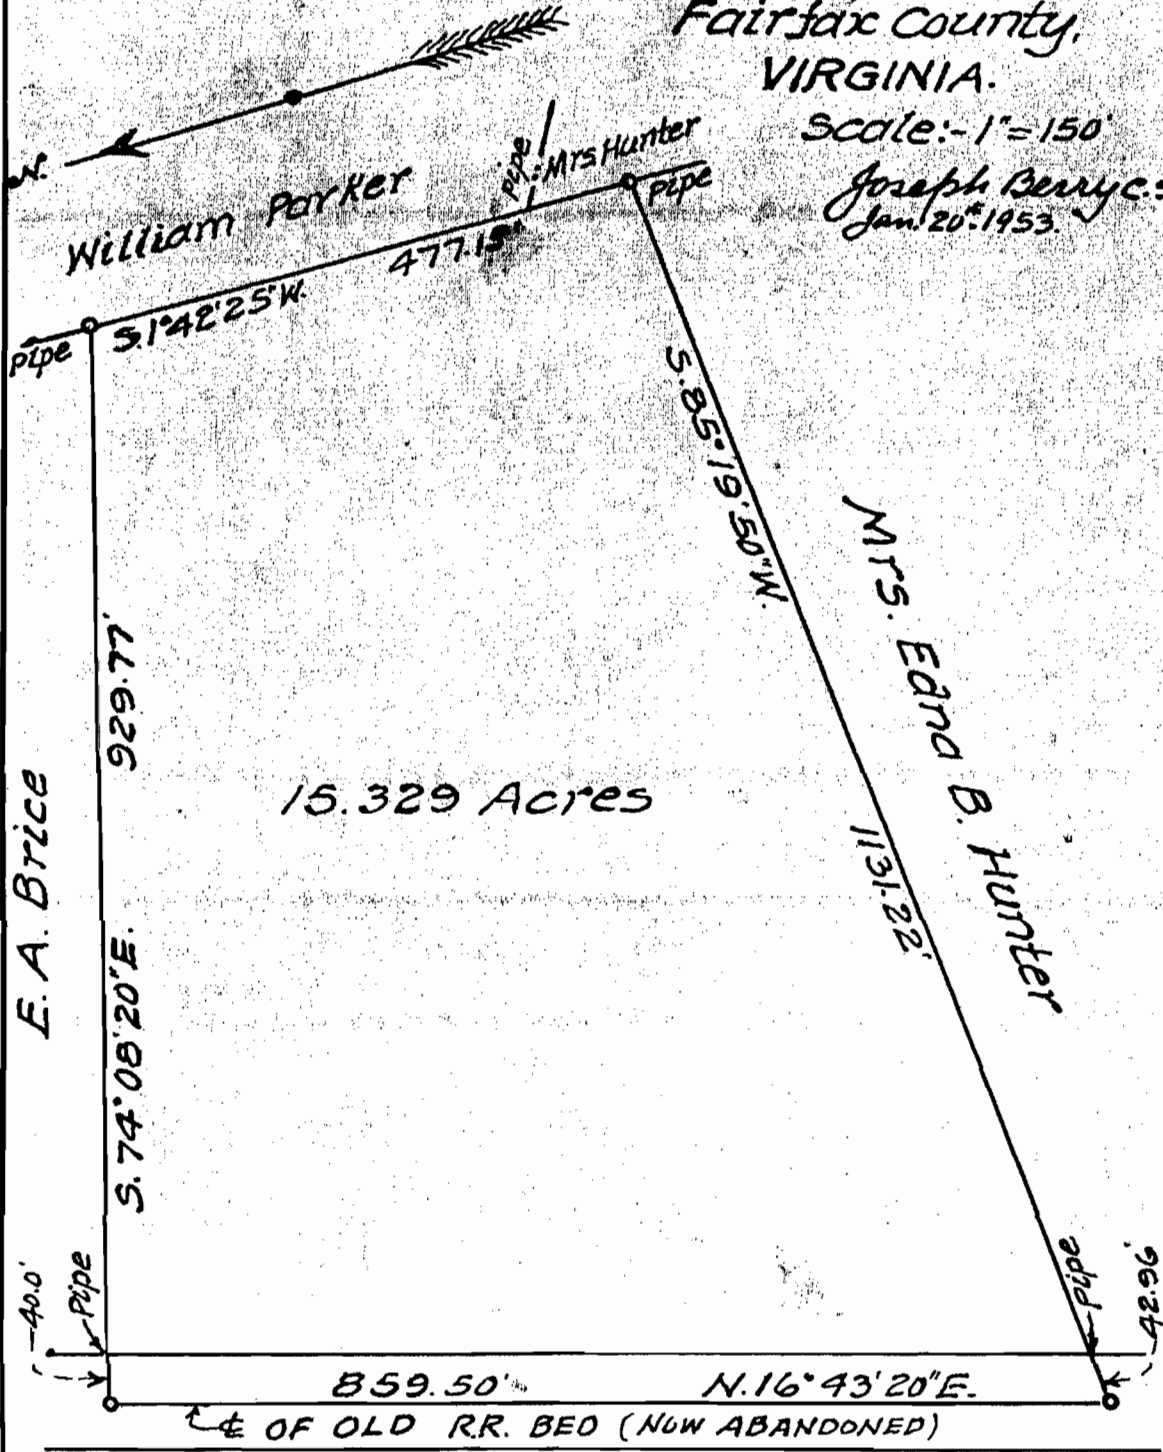 Fairfax County,
VIRGINIA.
Scale:- 1"=150'
Joseph Berry C.S
Jan. 20th 1953.
N.
William Parker
pipe
Mrs Hunter
pipe
477.15'
S.1°42'25"W.
pipe
S.85°19'50"W.
Mrs. Edna B. Hunter
1131.22'
929.77'
15.329 Acres
E. A. Brice
S.74°08'20"E.
40.0'
Pipe
pipe
42.96'
859.50' N.16°43'20"E.
℄ OF OLD R.R. BED (NOW ABANDONED)